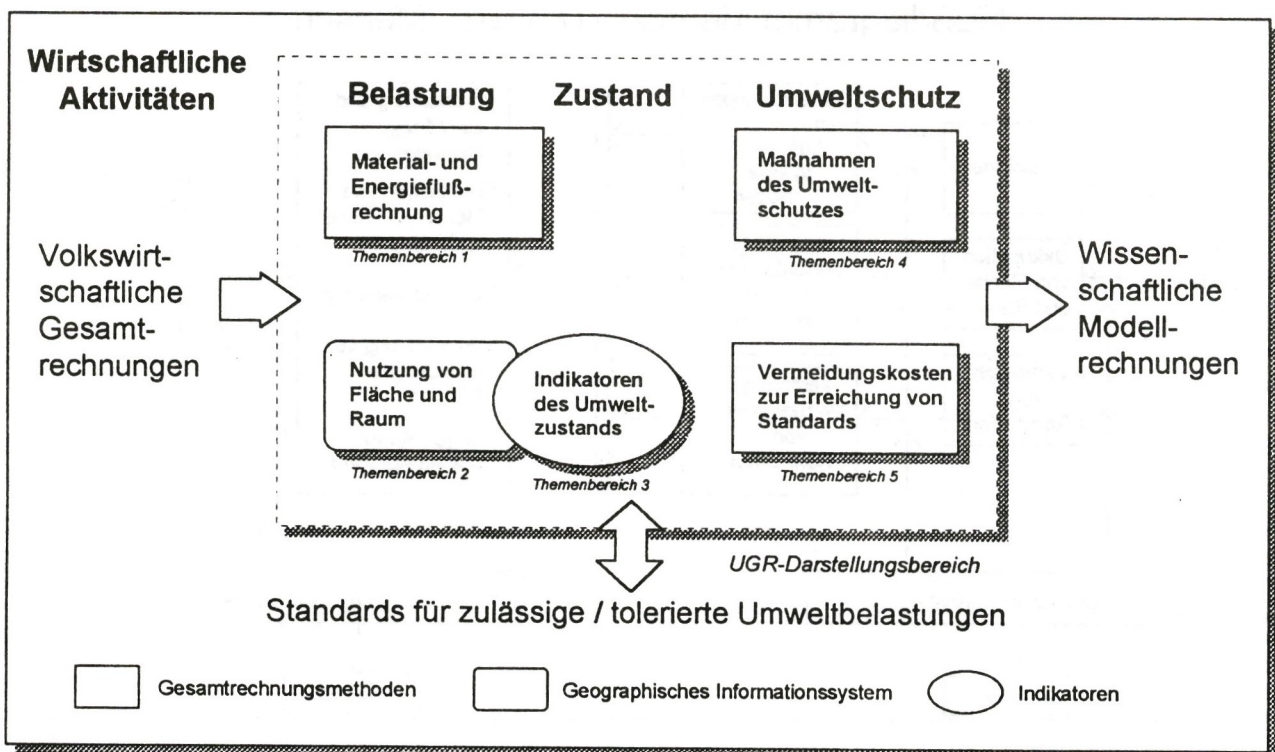 Wirtschaftliche
Aktivitäten
Belastung
Zustand
Umweltschutz
Material- und
Energieflußrechnung
Themenbereich 1
Maßnahmen
des Umwelt-
schutzes
Themenbereich 4
Volkswirt-
schaftliche
Gesamt-
rechnungen
Wissen-
schaftliche
Modell-
rechnungen
Nutzung von
Fläche und
Raum
Themenbereich 2
Indikatoren
des Umwelt-
zustands
Themenbereich 3
Vermeidungskosten
zur Erreichung von
Standards
Themenbereich 5
UGR-Darstellungsbereich
Standards für zulässige / tolerierte Umweltbelastungen
Gesamtrechnungsmethoden
Geographisches Informationssystem
Indikatoren